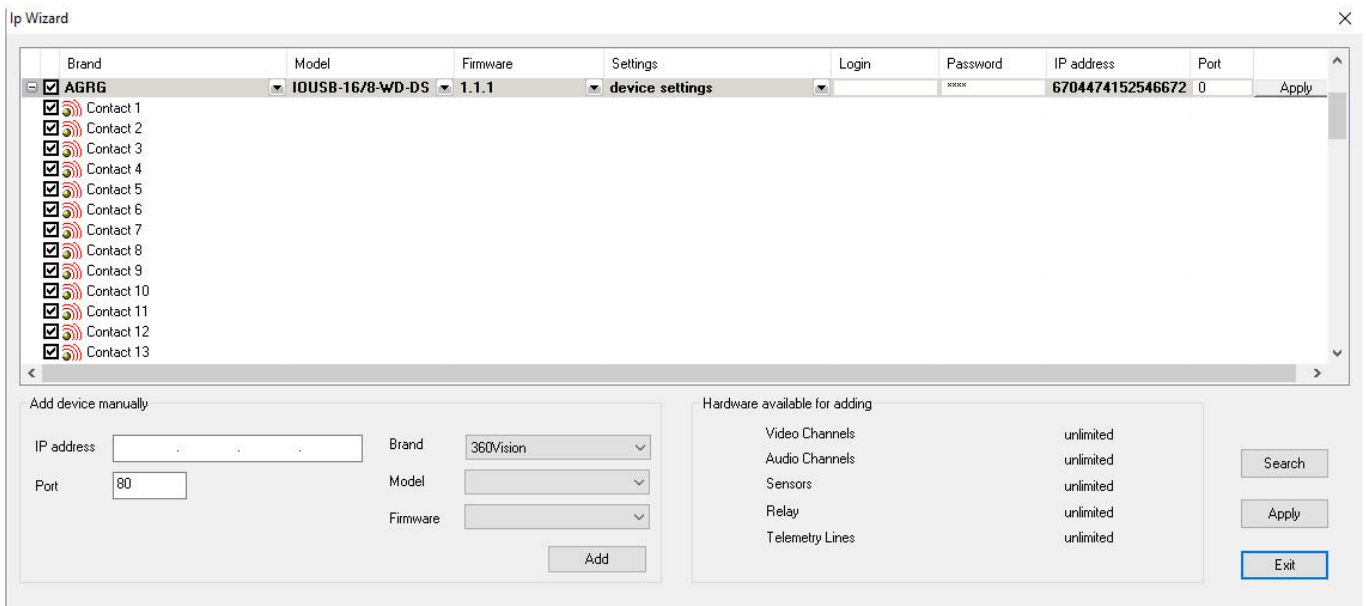 Ip Wizard
Brand Model Firmware Settings Login Password IP address Port
AGRG IOUSB-16/8-WD-DS 1.1.1 device settings **** 6704474152546672 0 Apply
Contact 1
Contact 2
Contact 3
Contact 4
Contact 5
Contact 6
Contact 7
Contact 8
Contact 9
Contact 10
Contact 11
Contact 12
Contact 13
Add device manually
IP address . . .
Port 80
Brand 360Vision
Model
Firmware
Add
Hardware available for adding
Video Channels unlimited
Audio Channels unlimited
Sensors unlimited
Relay unlimited
Telemetry Lines unlimited
Search
Apply
Exit